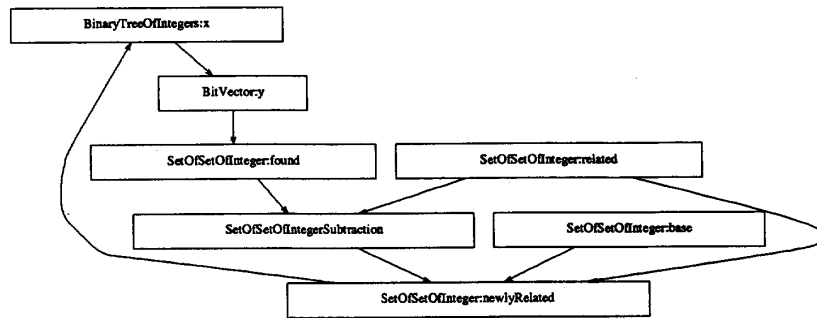 BinaryTreeOfIntegers:x
BitVector:y
SetOfSetOfInteger:found
SetOfSetOfInteger:related
SetOfSetOfIntegerSubtraction
SetOfSetOfInteger:base
SetOfSetOfInteger:newlyRelated